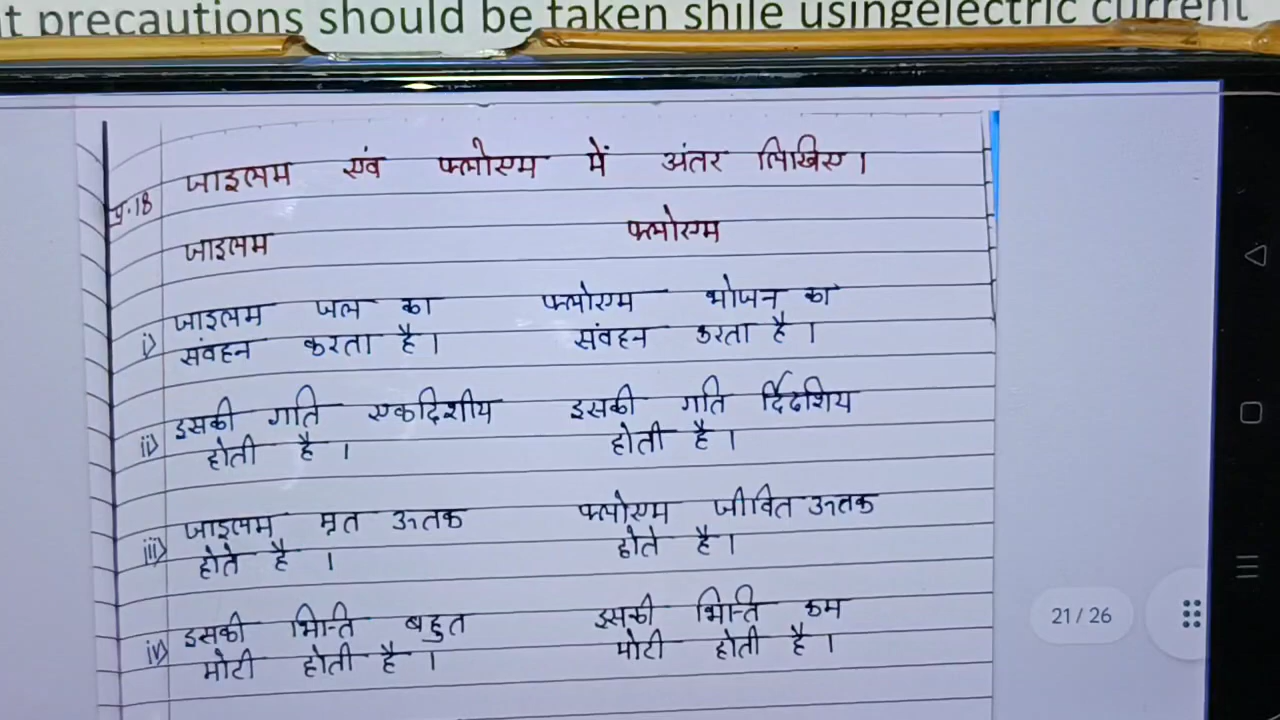 t precautions should be taken shile usingelectric current
प्र.18 जाइलम एंव फ्लोएम में अंतर लिखिए।
जाइलम फ्लोएम
i) जाइलम जल का फ्लोएम भोजन का
संवहन करता है। संवहन करता है।
ii) इसकी गति एकदिशीय इसकी गति र्दिदशिय
होती है। होती है।
iii) जाइलम मृत ऊतक फ्लोएम जीवित ऊतक
होते है। होते है।
iv) इसकी भित्ति बहुत इसकी भित्ति कम
मोटी होती है। मोटी होती है।
21 / 26